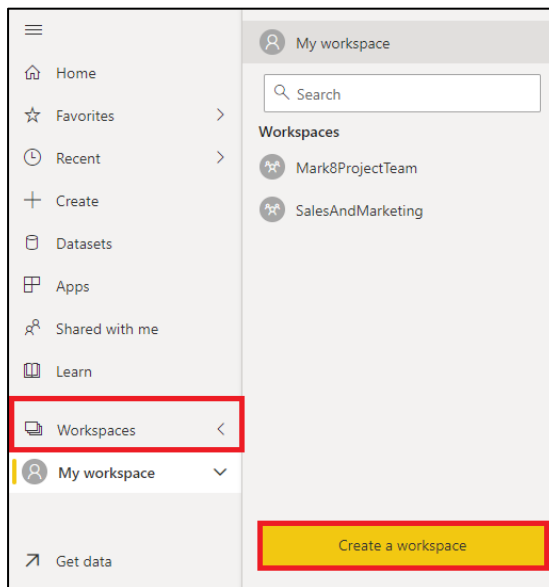 Home
Favorites
Recent
Create
Datasets
Apps
Shared with me
Learn
Workspaces
My workspace
Get data
My workspace
Search
Workspaces
Mark8ProjectTeam
SalesAndMarketing
Create a workspace